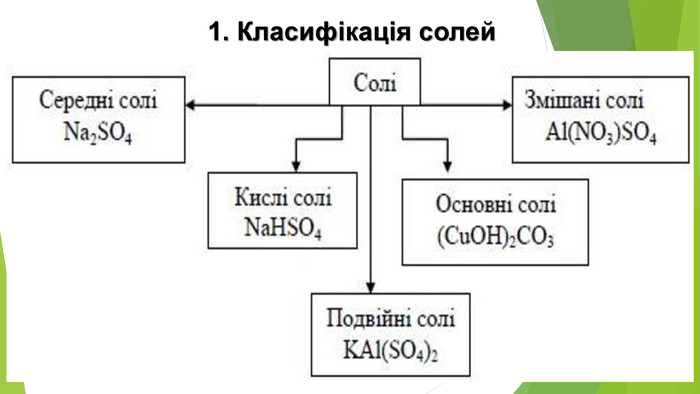 1. Класифікація солей
Солі
Середні солі
Na₂SO₄
Змішані солі
Al(NO₃)SO₄
Кислі солі
NaHSO₄
Основні солі
(CuOH)₂CO₃
Подвійні солі
KAl(SO₄)₂